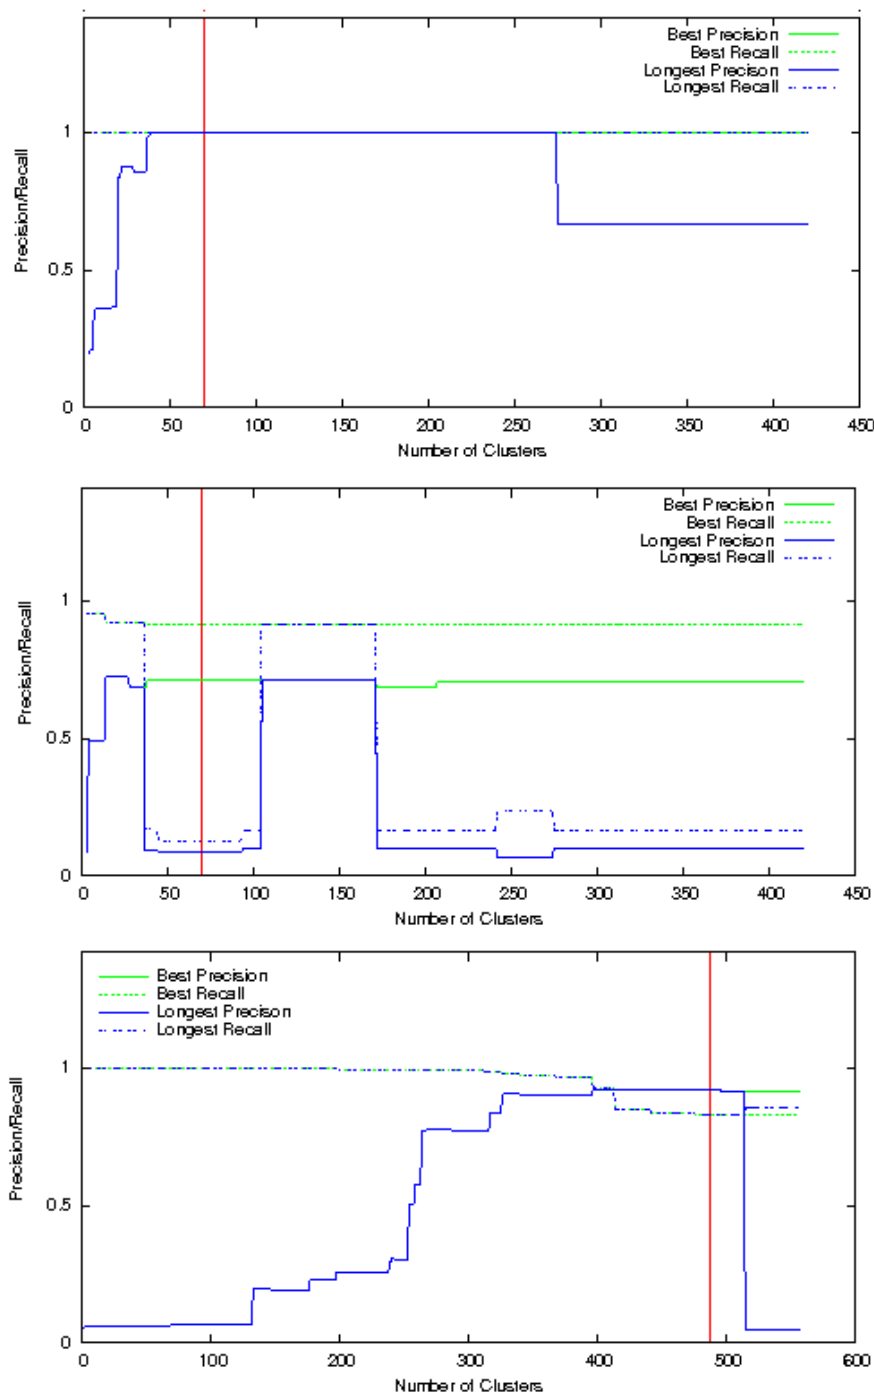 Best Precision
Best Recall
Longest Precison
Longest Recall
1
0.5
0
Precision/Recall
0 50 100 150 200 250 300 350 400 450
Number of Clusters
Best Precision
Best Recall
Longest Precison
Longest Recall
1
0.5
0
Precision/Recall
0 50 100 150 200 250 300 350 400 450
Number of Clusters
Best Precision
Best Recall
Longest Precison
Longest Recall
1
0.5
0
Precision/Recall
0 100 200 300 400 500 600
Number of Clusters